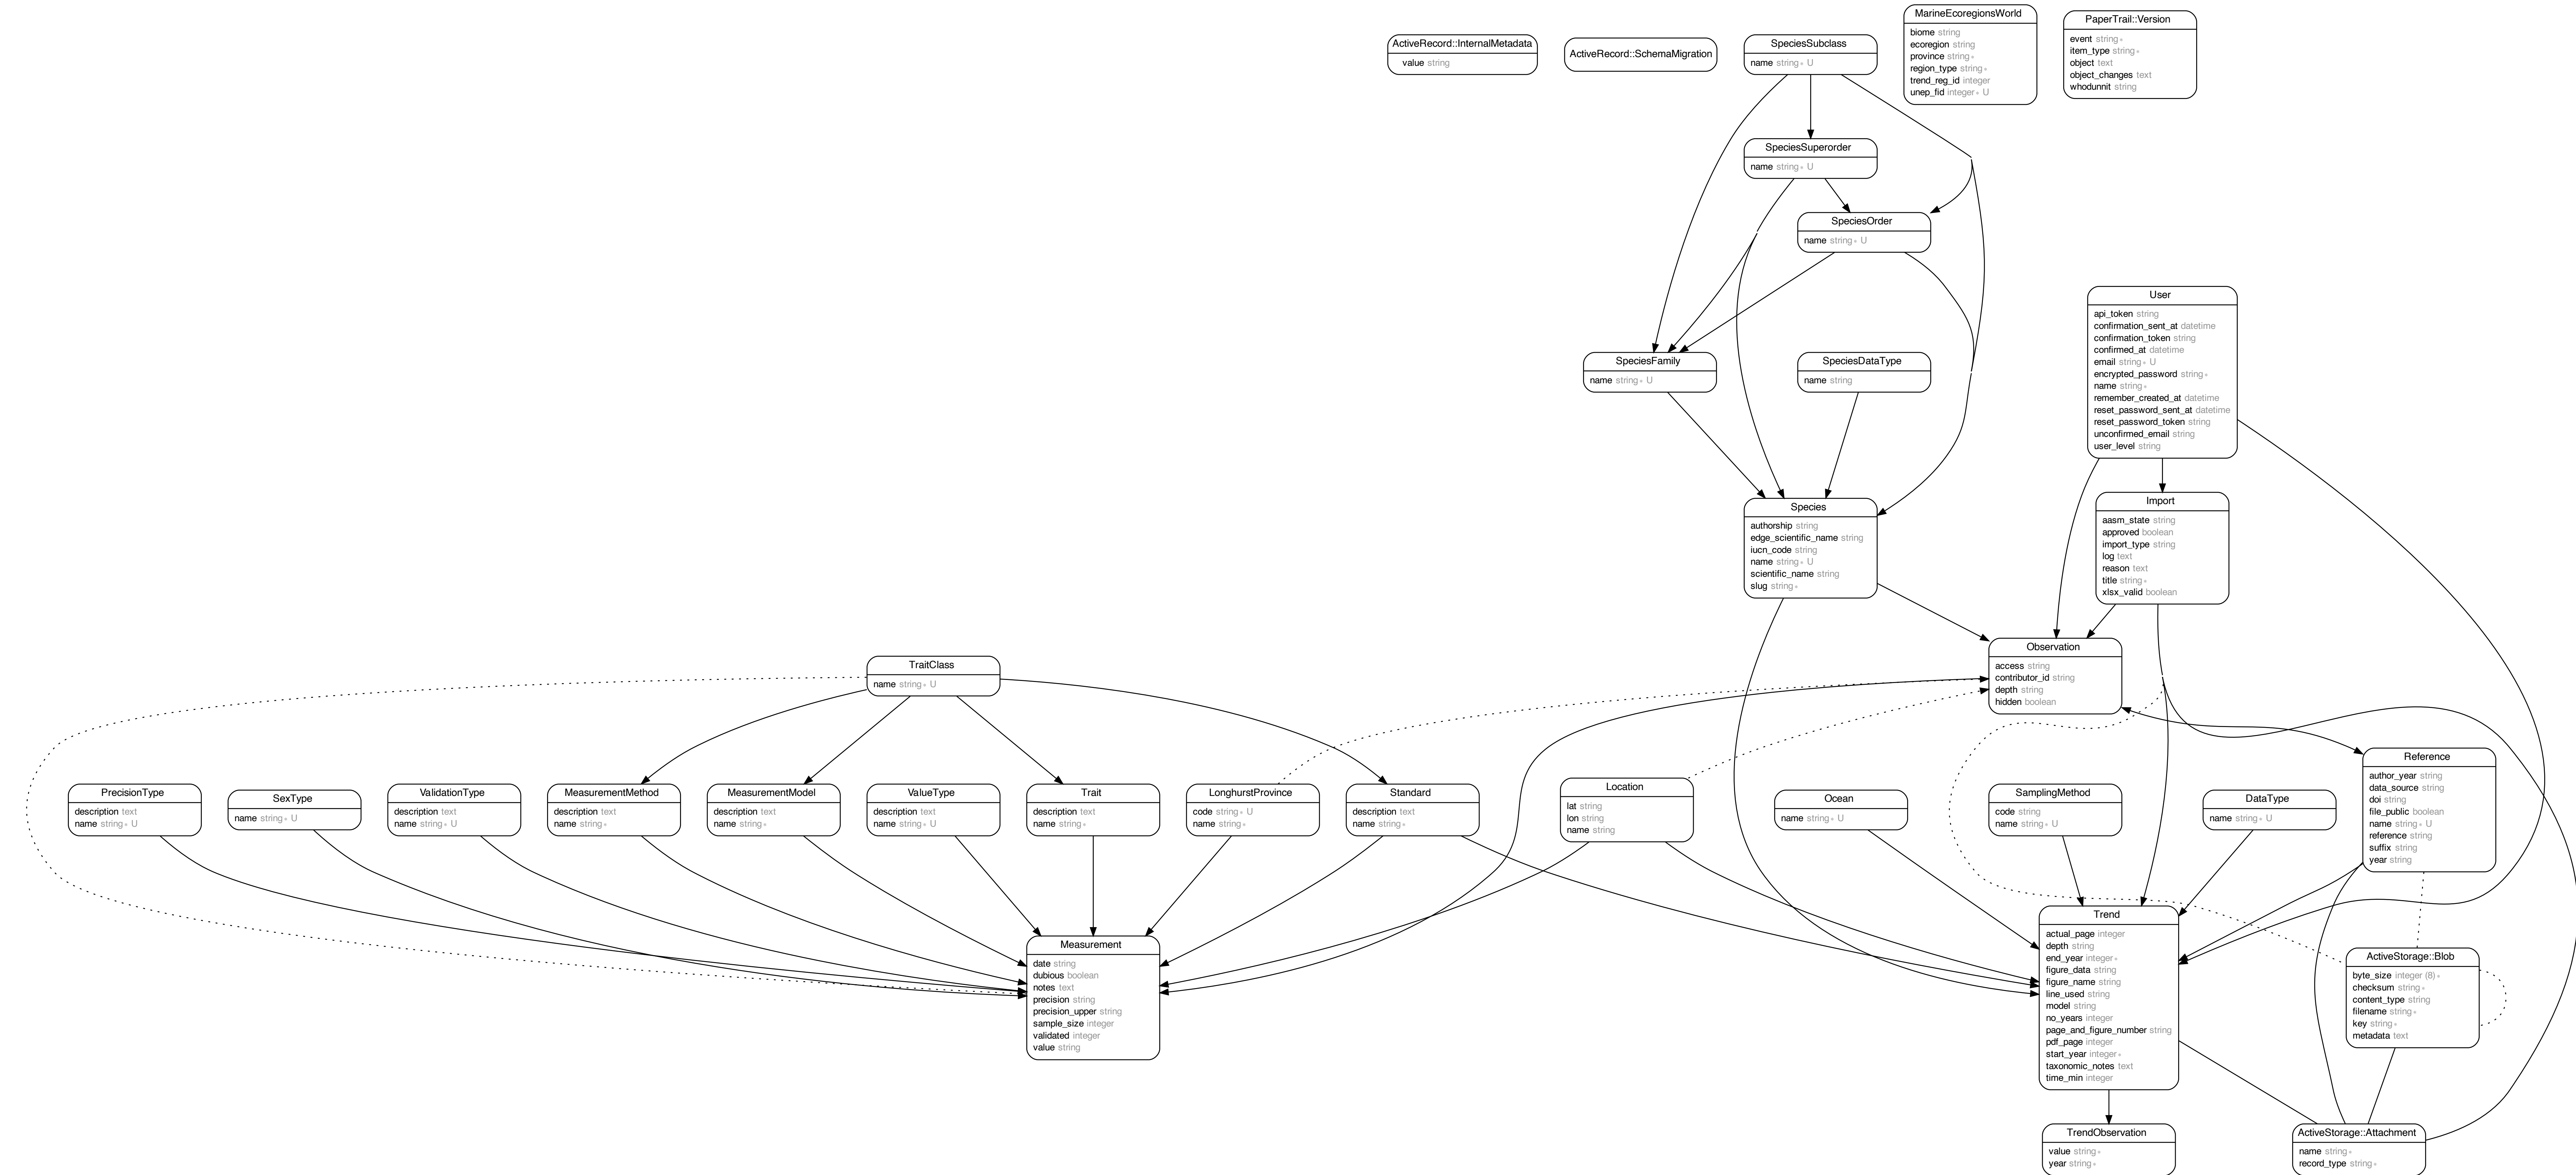 MarineEcoregionsWorld
biome string
ecoregion string
province string∗
region_type string∗
trend_reg_id integer
unep_fid integer∗ U
PaperTrail::Version
event string∗
item_type string∗
object text
object_changes text
whodunnit string
ActiveRecord::InternalMetadata
value string
ActiveRecord::SchemaMigration
SpeciesSubclass
name string∗ U
SpeciesSuperorder
name string∗ U
SpeciesOrder
name string∗ U
User
api_token string
confirmation_sent_at datetime
confirmation_token string
confirmed_at datetime
email string∗ U
encrypted_password string∗
name string∗
remember_created_at datetime
reset_password_sent_at datetime
reset_password_token string
unconfirmed_email string
user_level string
SpeciesFamily
name string∗ U
SpeciesDataType
name string
Species
authorship string
edge_scientific_name string
iucn_code string
name string∗ U
scientific_name string
slug string∗
Import
aasm_state string
approved boolean
import_type string
log text
reason text
title string∗
xlsx_valid boolean
Observation
access string
contributor_id string
depth string
hidden boolean
TraitClass
name string∗ U
PrecisionType
description text
name string∗ U
SexType
name string∗ U
ValidationType
description text
name string∗ U
MeasurementMethod
description text
name string∗
MeasurementModel
description text
name string∗
ValueType
description text
name string∗ U
Trait
description text
name string∗
LonghurstProvince
code string∗ U
name string∗
Standard
description text
name string∗
Location
lat string
lon string
name string
Ocean
name string∗ U
SamplingMethod
code string
name string∗ U
DataType
name string∗ U
Reference
author_year string
data_source string
doi string
file_public boolean
name string∗ U
reference string
suffix string
year string
Measurement
date string
dubious boolean
notes text
precision string
precision_upper string
sample_size integer
validated integer
value string
Trend
actual_page integer
depth string
end_year integer∗
figure_data string
figure_name string
line_used string
model string
no_years integer
page_and_figure_number string
pdf_page integer
start_year integer∗
taxonomic_notes text
time_min integer
ActiveStorage::Blob
byte_size integer (8)∗
checksum string∗
content_type string
filename string∗
key string∗
metadata text
TrendObservation
value string∗
year string∗
ActiveStorage::Attachment
name string∗
record_type string∗